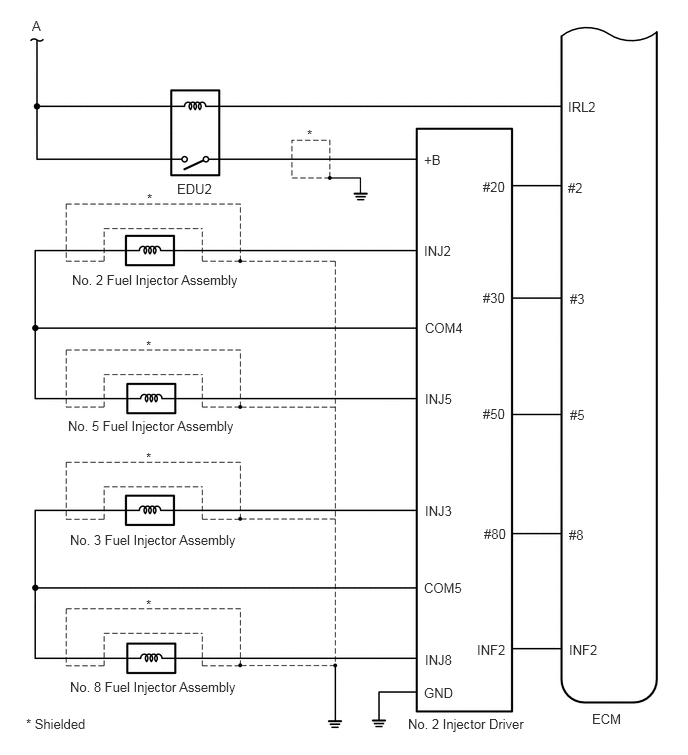 A
IRL2
*
+B
EDU2
#20
#2
*
INJ2
No. 2 Fuel Injector Assembly
#30
#3
COM4
*
INJ5
#50
#5
No. 5 Fuel Injector Assembly
*
INJ3
#80
#8
No. 3 Fuel Injector Assembly
COM5
*
INF2
INF2
INJ8
No. 8 Fuel Injector Assembly
GND
* Shielded
No. 2 Injector Driver
ECM